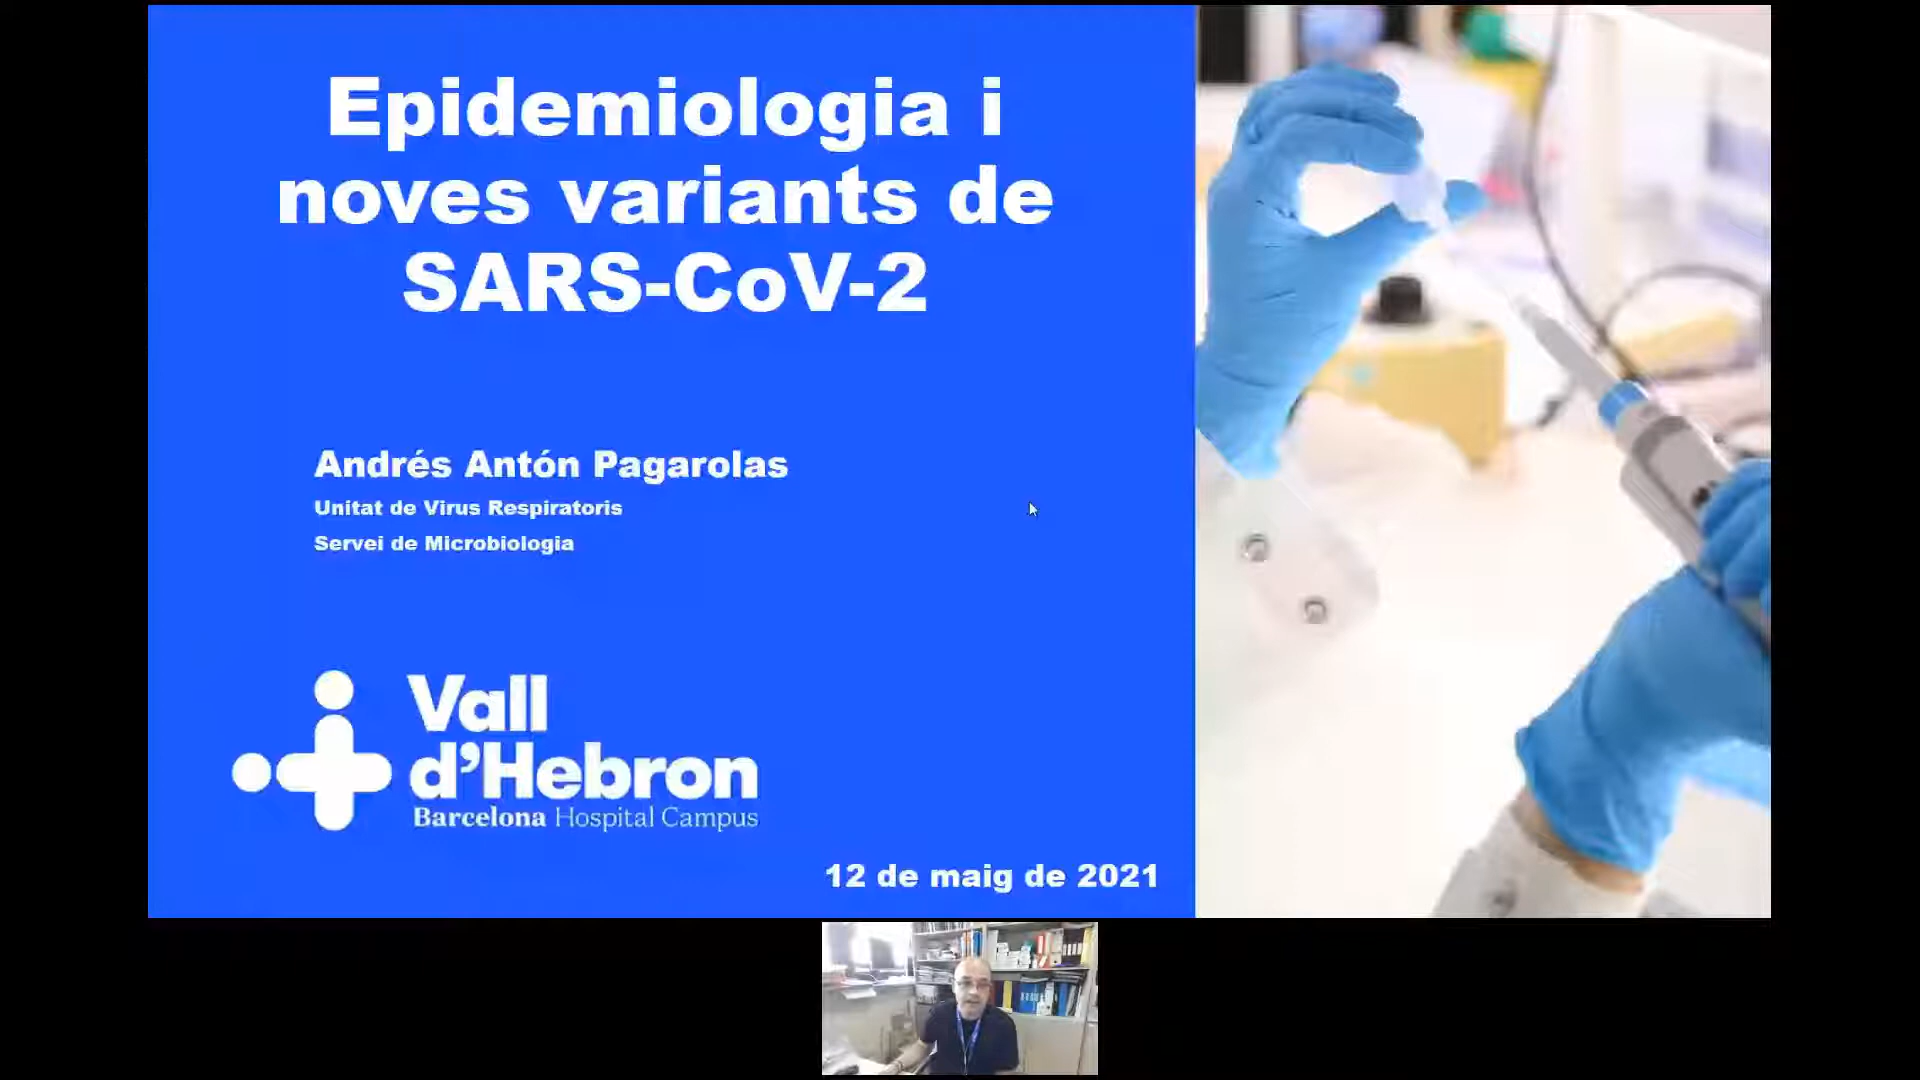 Epidemiologia i
noves variants de
SARS-CoV-2
Andrés Antón Pagarolas
Unitat de Virus Respiratoris
Servei de Microbiologia
Vall
d'Hebron
Barcelona Hospital Campus
12 de maig de 2021